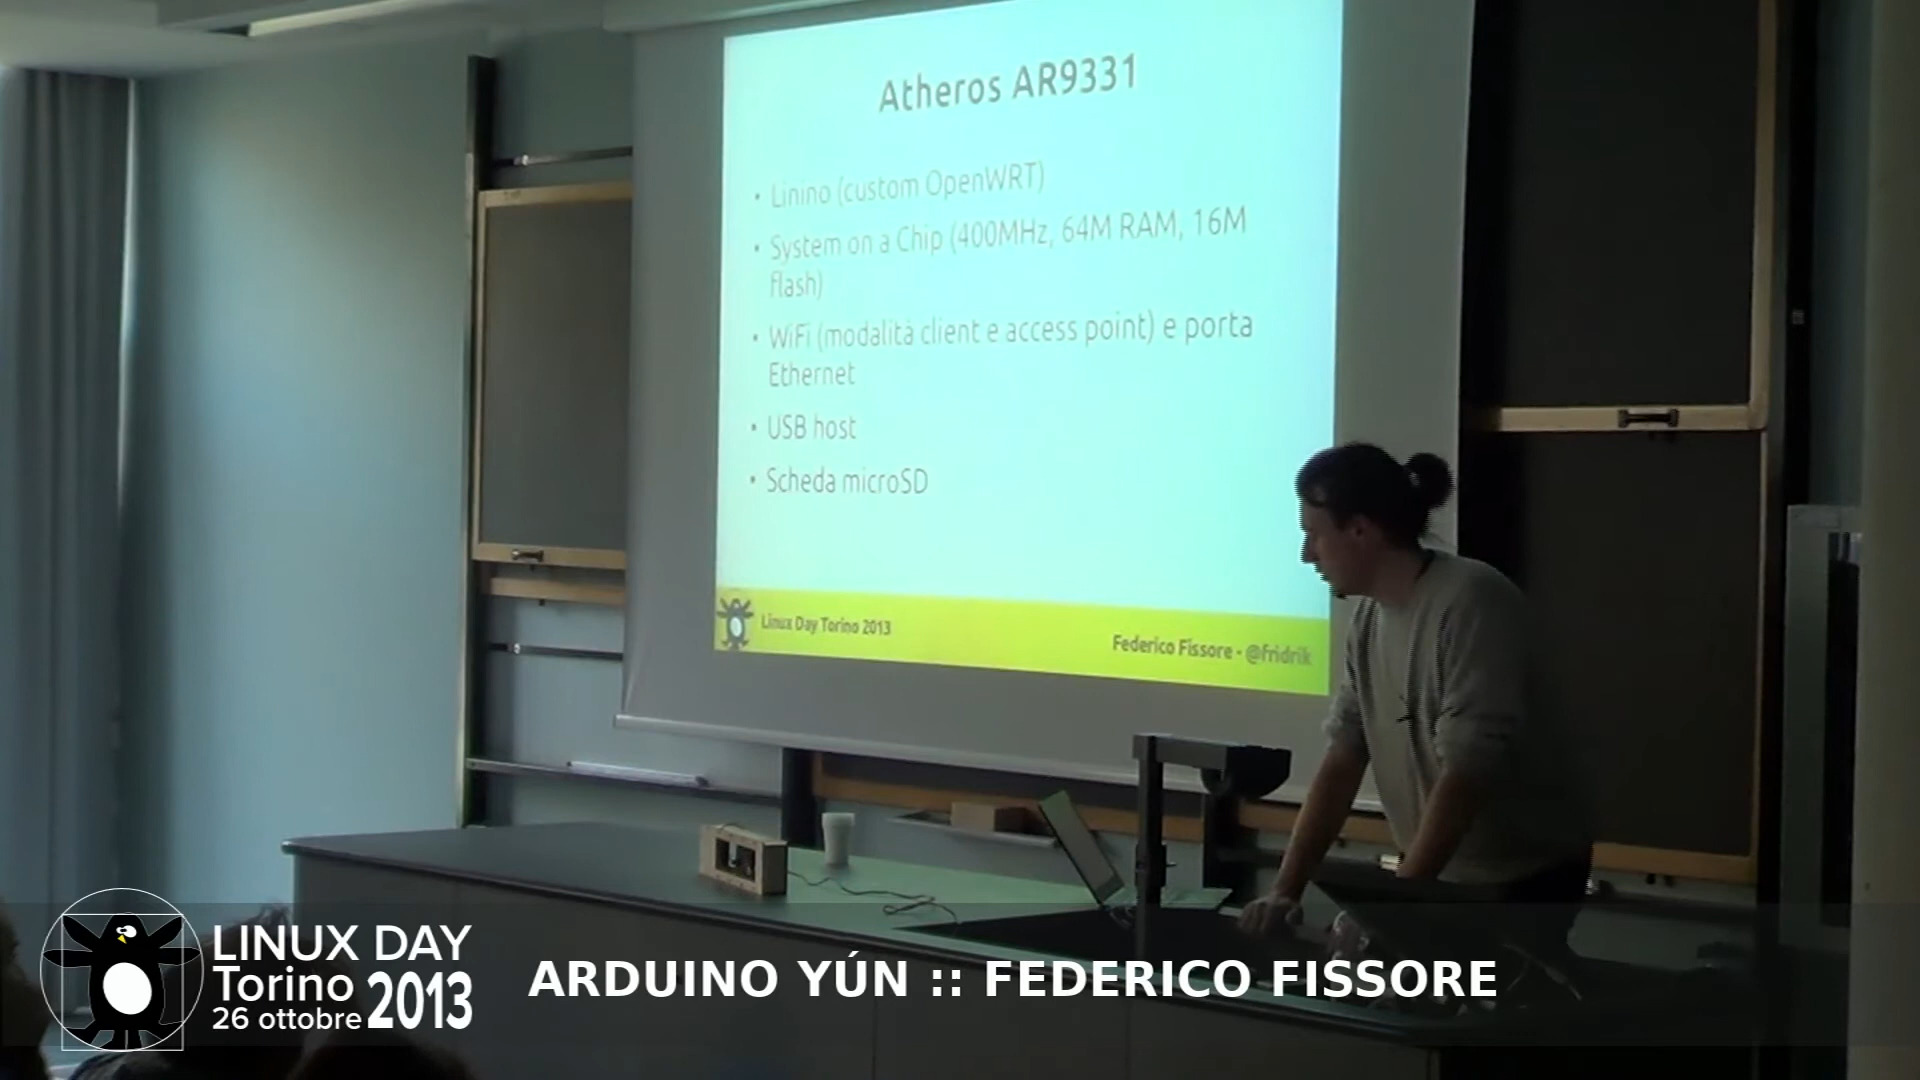 Atheros AR9331
• Linino (custom OpenWRT)
• System on a Chip (400MHz, 64M RAM, 16M
flash)
• WiFi (modalità client e access point) e porta
Ethernet
• USB host
• Scheda microSD
Linux Day Torino 2013
Federico Fissore - @fridrik
LINUX DAY
Torino
26 ottobre 2013
ARDUINO YÚN :: FEDERICO FISSORE